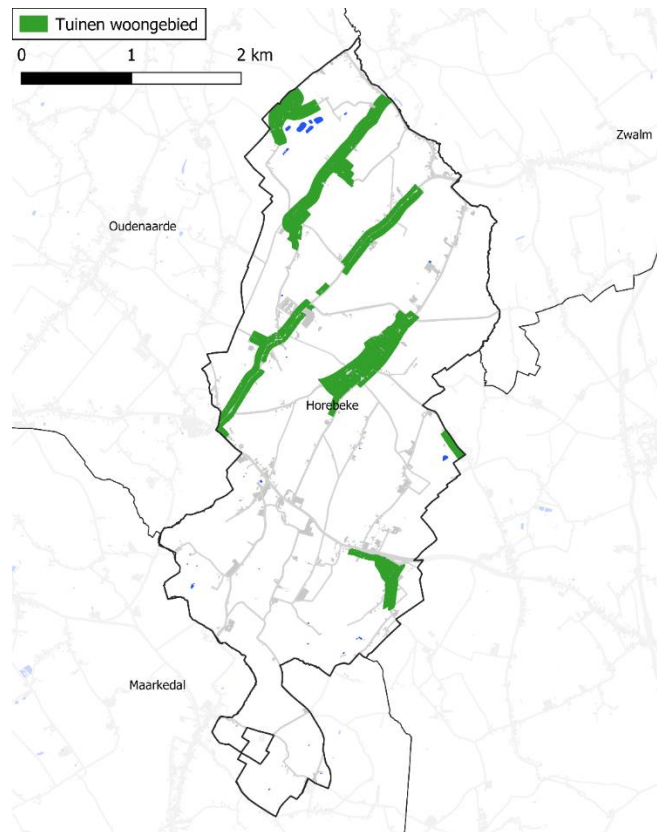 Tuinen woongebied
0 1 2 km
Zwalm
Oudenaarde
Horebeke
Maarkedal